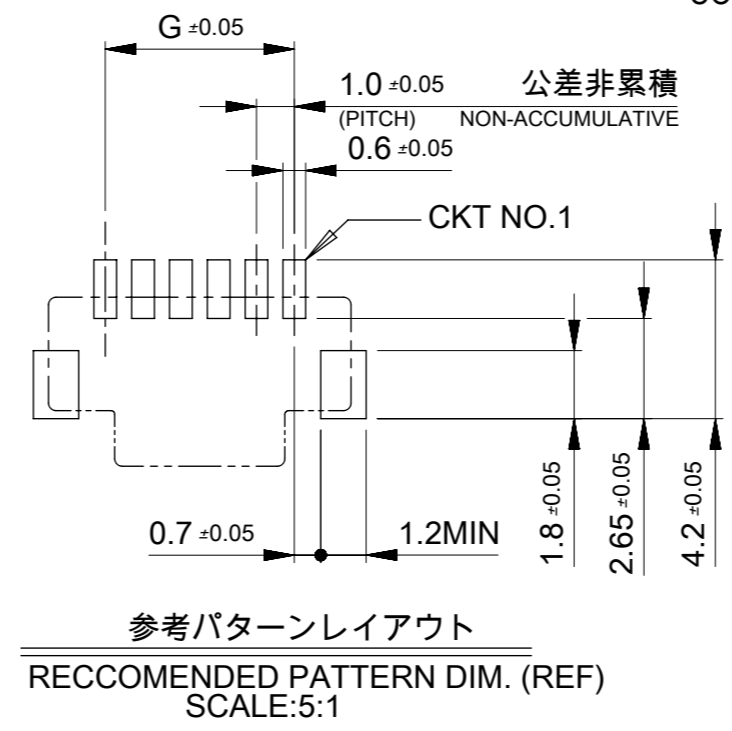 G ±0.05
1.0 ±0.05 公差非累積
(PITCH) NON-ACCUMULATIVE
0.6 ±0.05
CKT NO.1
0.7 ±0.05
1.2MIN
1.8 ±0.05
2.65 ±0.05
4.2 ±0.05
参考パターンレイアウト
RECCOMENDED PATTERN DIM. (REF)
SCALE:5:1